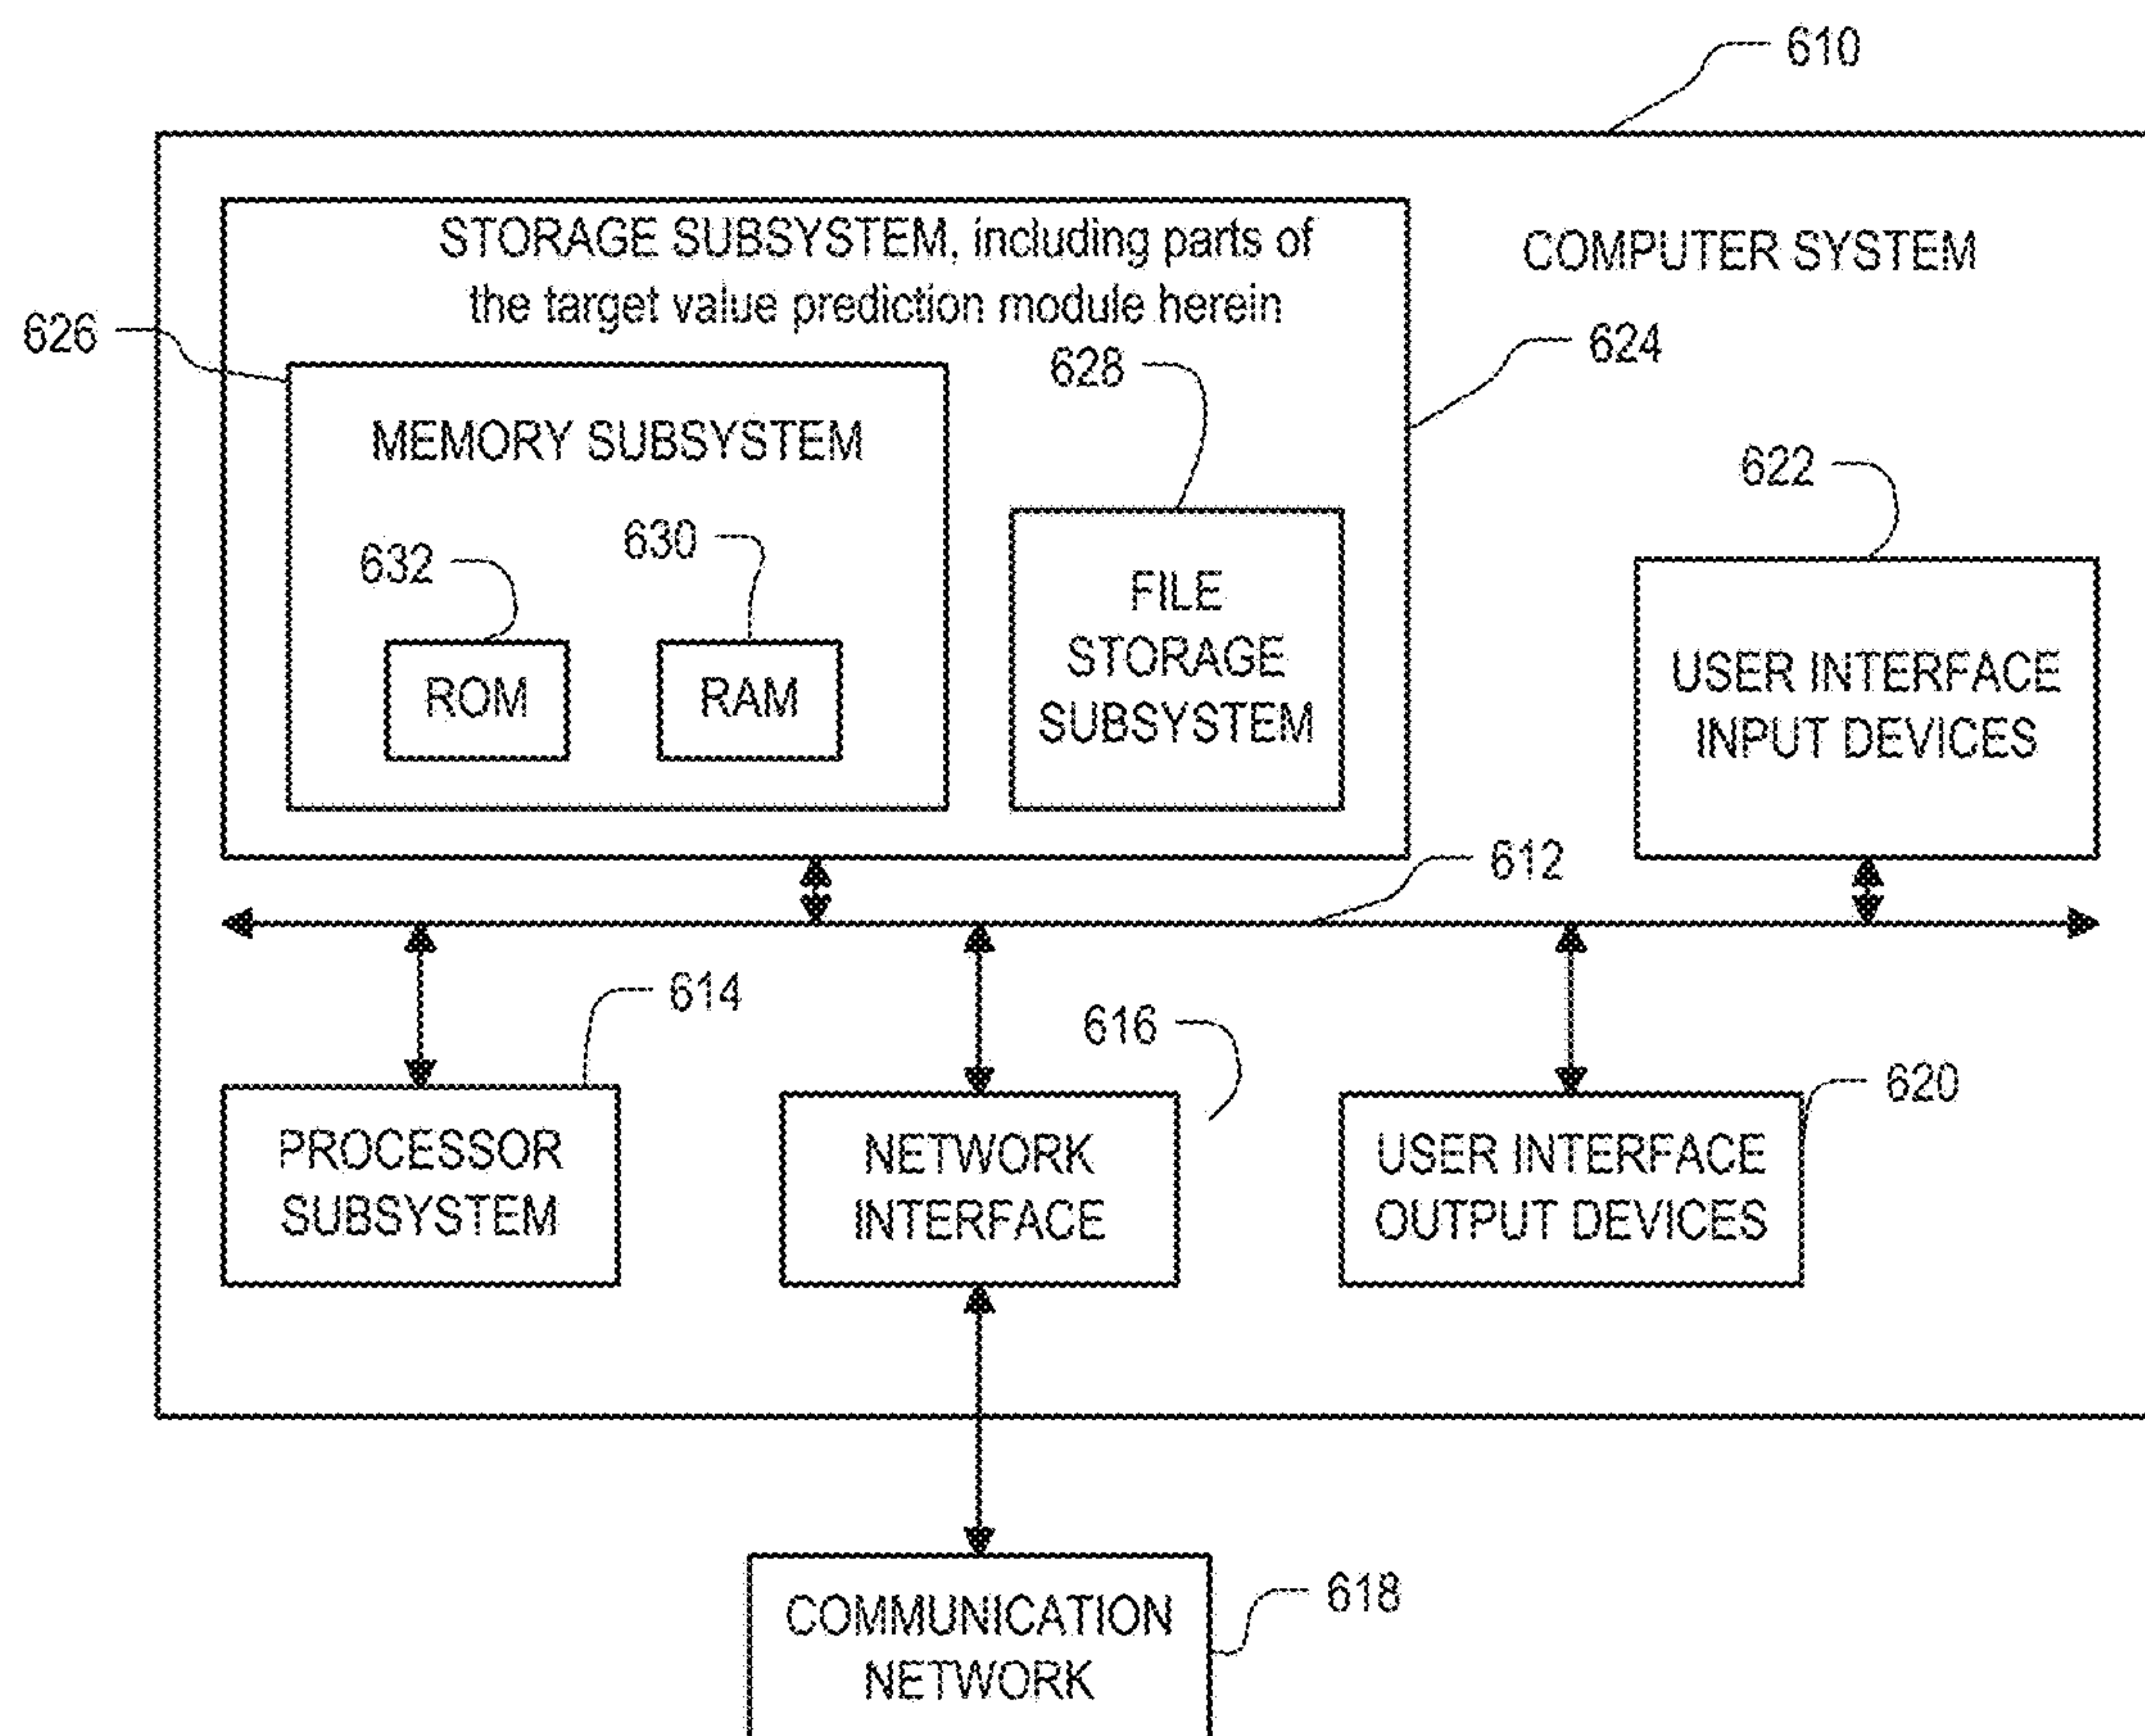 610
STORAGE SUBSYSTEM, including parts of
the target value prediction module herein
COMPUTER SYSTEM
626
628
624
MEMORY SUBSYSTEM
622
632
630
ROM
RAM
FILE
STORAGE
SUBSYSTEM
USER INTERFACE
INPUT DEVICES
612
614
616
620
PROCESSOR
SUBSYSTEM
NETWORK
INTERFACE
USER INTERFACE
OUTPUT DEVICES
COMMUNICATION
NETWORK
618